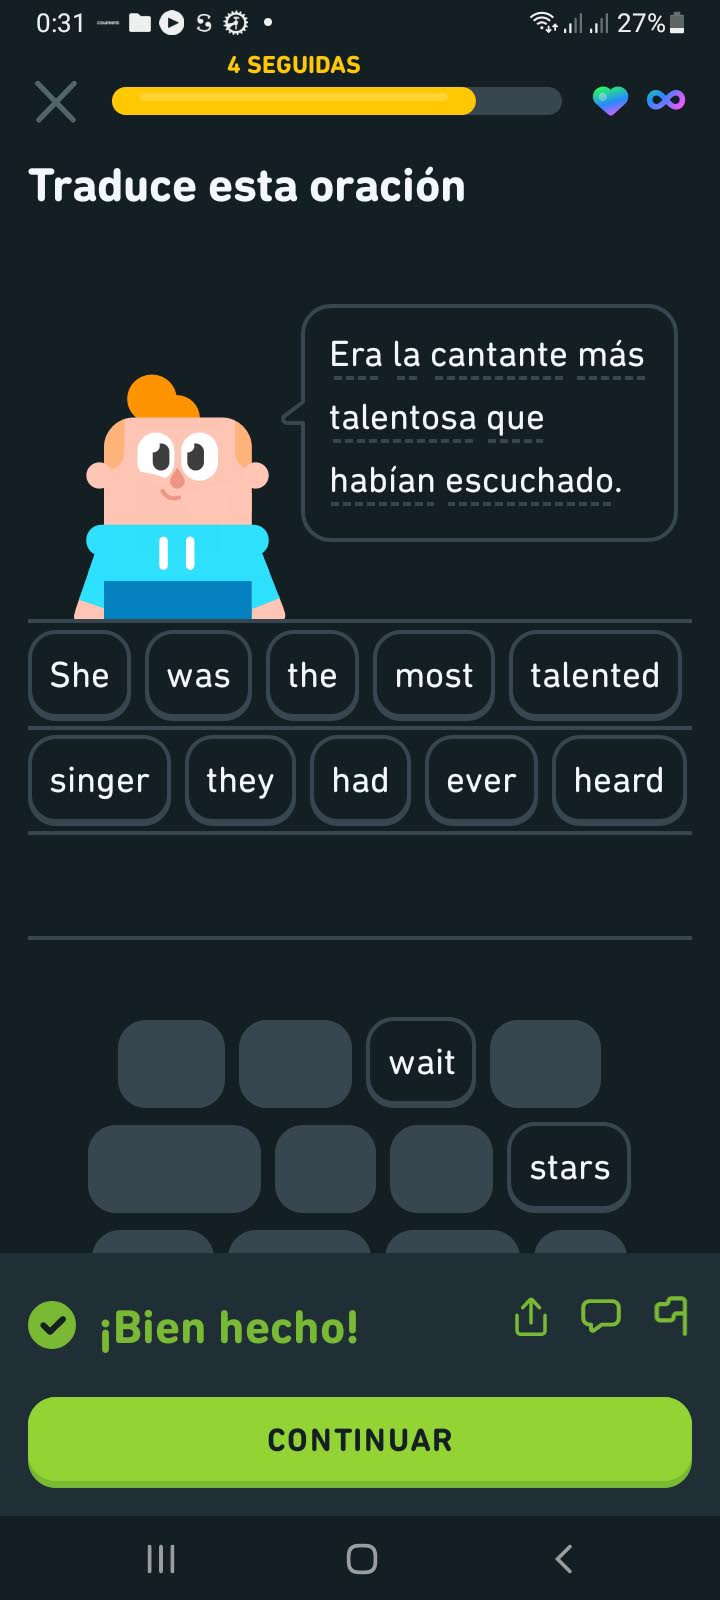 0:31 27%
4 SEGUIDAS
Traduce esta oración
Era la cantante más
talentosa que
habían escuchado.
She was the most talented
singer they had ever heard
wait
stars
¡Bien hecho!
CONTINUAR